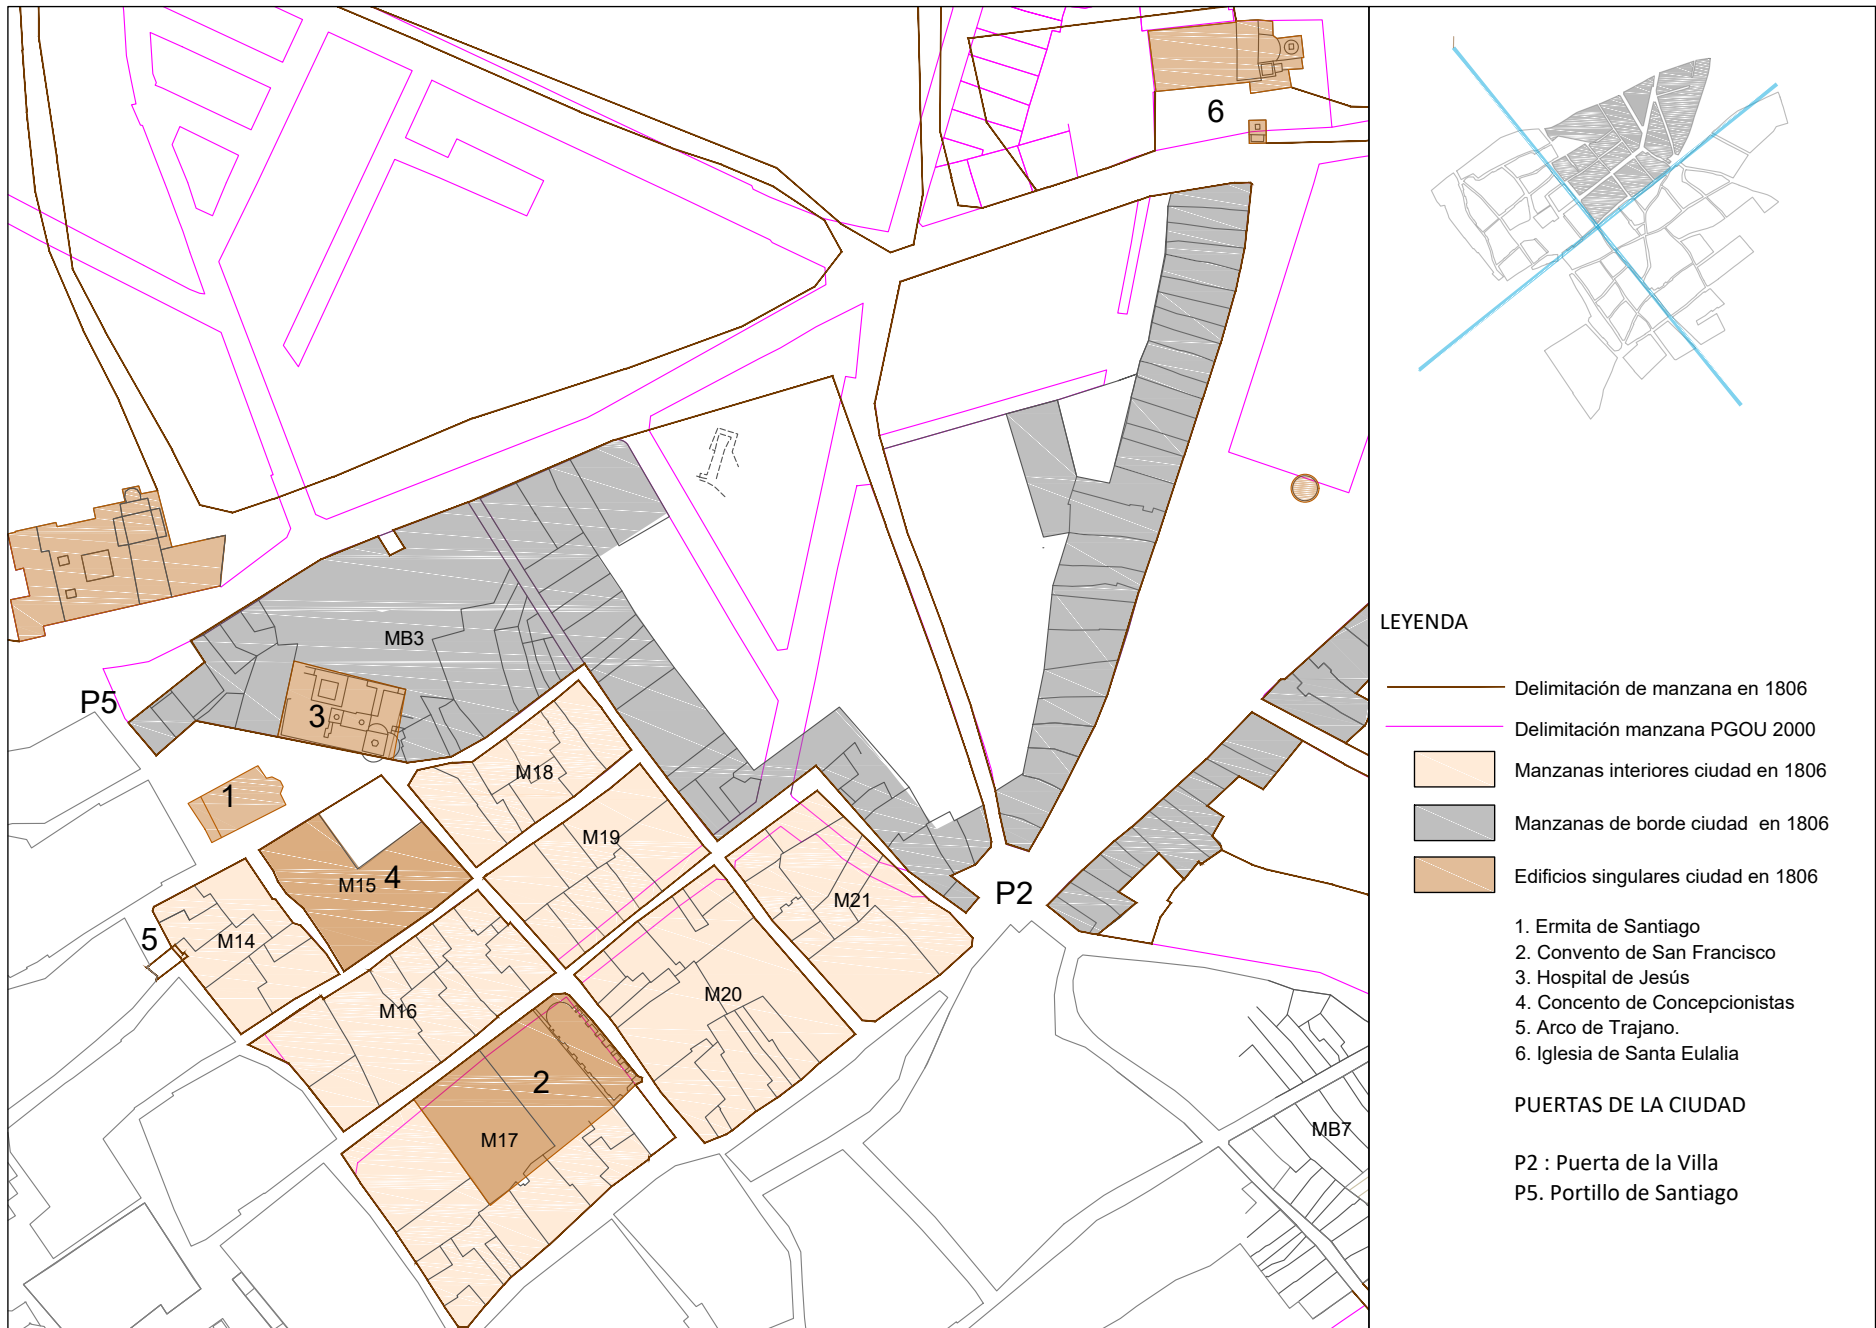 6
MB3
P5
3
M18
1
M19
M15 4
M21
P2
5
M14
M20
M16
2
M17
MB7
LEYENDA
Delimitación de manzana en 1806
Delimitación manzana PGOU 2000
Manzanas interiores ciudad en 1806
Manzanas de borde ciudad en 1806
Edificios singulares ciudad en 1806
1. Ermita de Santiago
2. Convento de San Francisco
3. Hospital de Jesús
4. Concento de Concepcionistas
5. Arco de Trajano.
6. Iglesia de Santa Eulalia
PUERTAS DE LA CIUDAD
P2 : Puerta de la Villa
P5. Portillo de Santiago